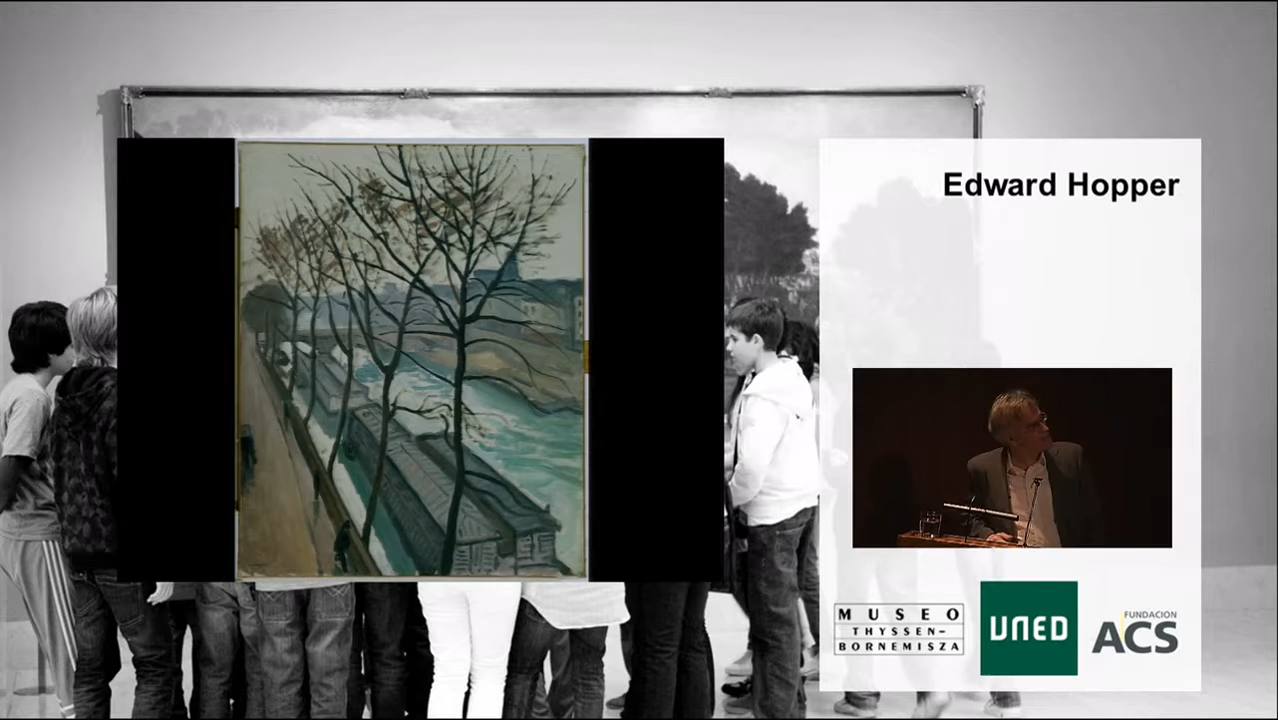 Edward Hopper
MUSEO
THYSSEN-
BORNEMISZA
UNED
FUNDACION
ACS